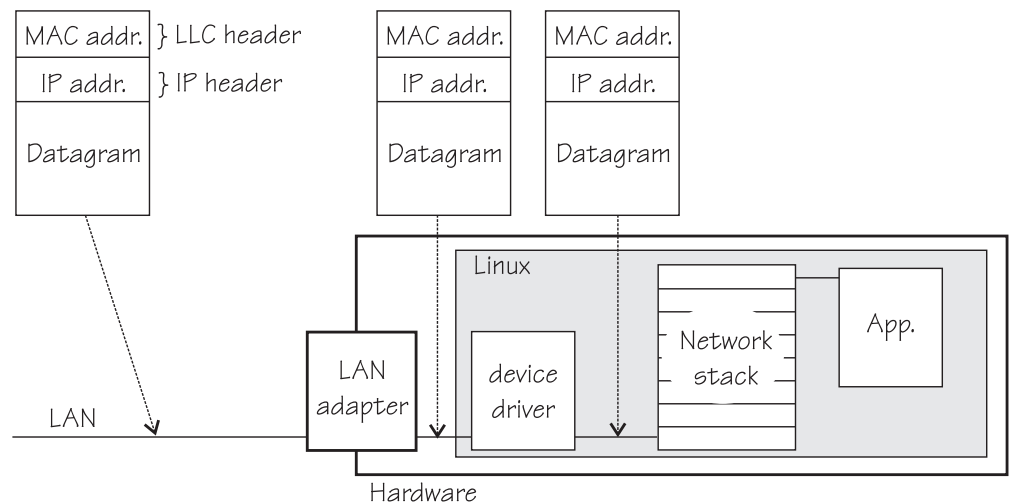 MAC addr. } LLC header
IP addr. } IP header
Datagram
MAC addr.
IP addr.
Datagram
MAC addr.
IP addr.
Datagram
Linux
LAN
LAN
adapter
device
driver
Network
stack
App.
Hardware